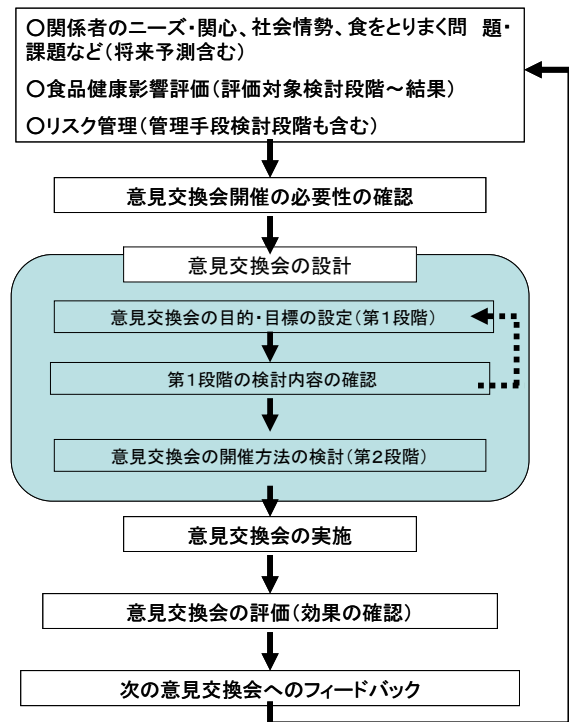 ○関係者のニーズ・関心、社会情勢、食をとりまく問　題・
課題など(将来予測含む)
○食品健康影響評価(評価対象検討段階～結果)
○リスク管理(管理手段検討段階も含む)
意見交換会開催の必要性の確認
意見交換会の設計
意見交換会の目的・目標の設定(第１段階)
第１段階の検討内容の確認
意見交換会の開催方法の検討(第２段階)
意見交換会の実施
意見交換会の評価(効果の確認)
次の意見交換会へのフィードバック